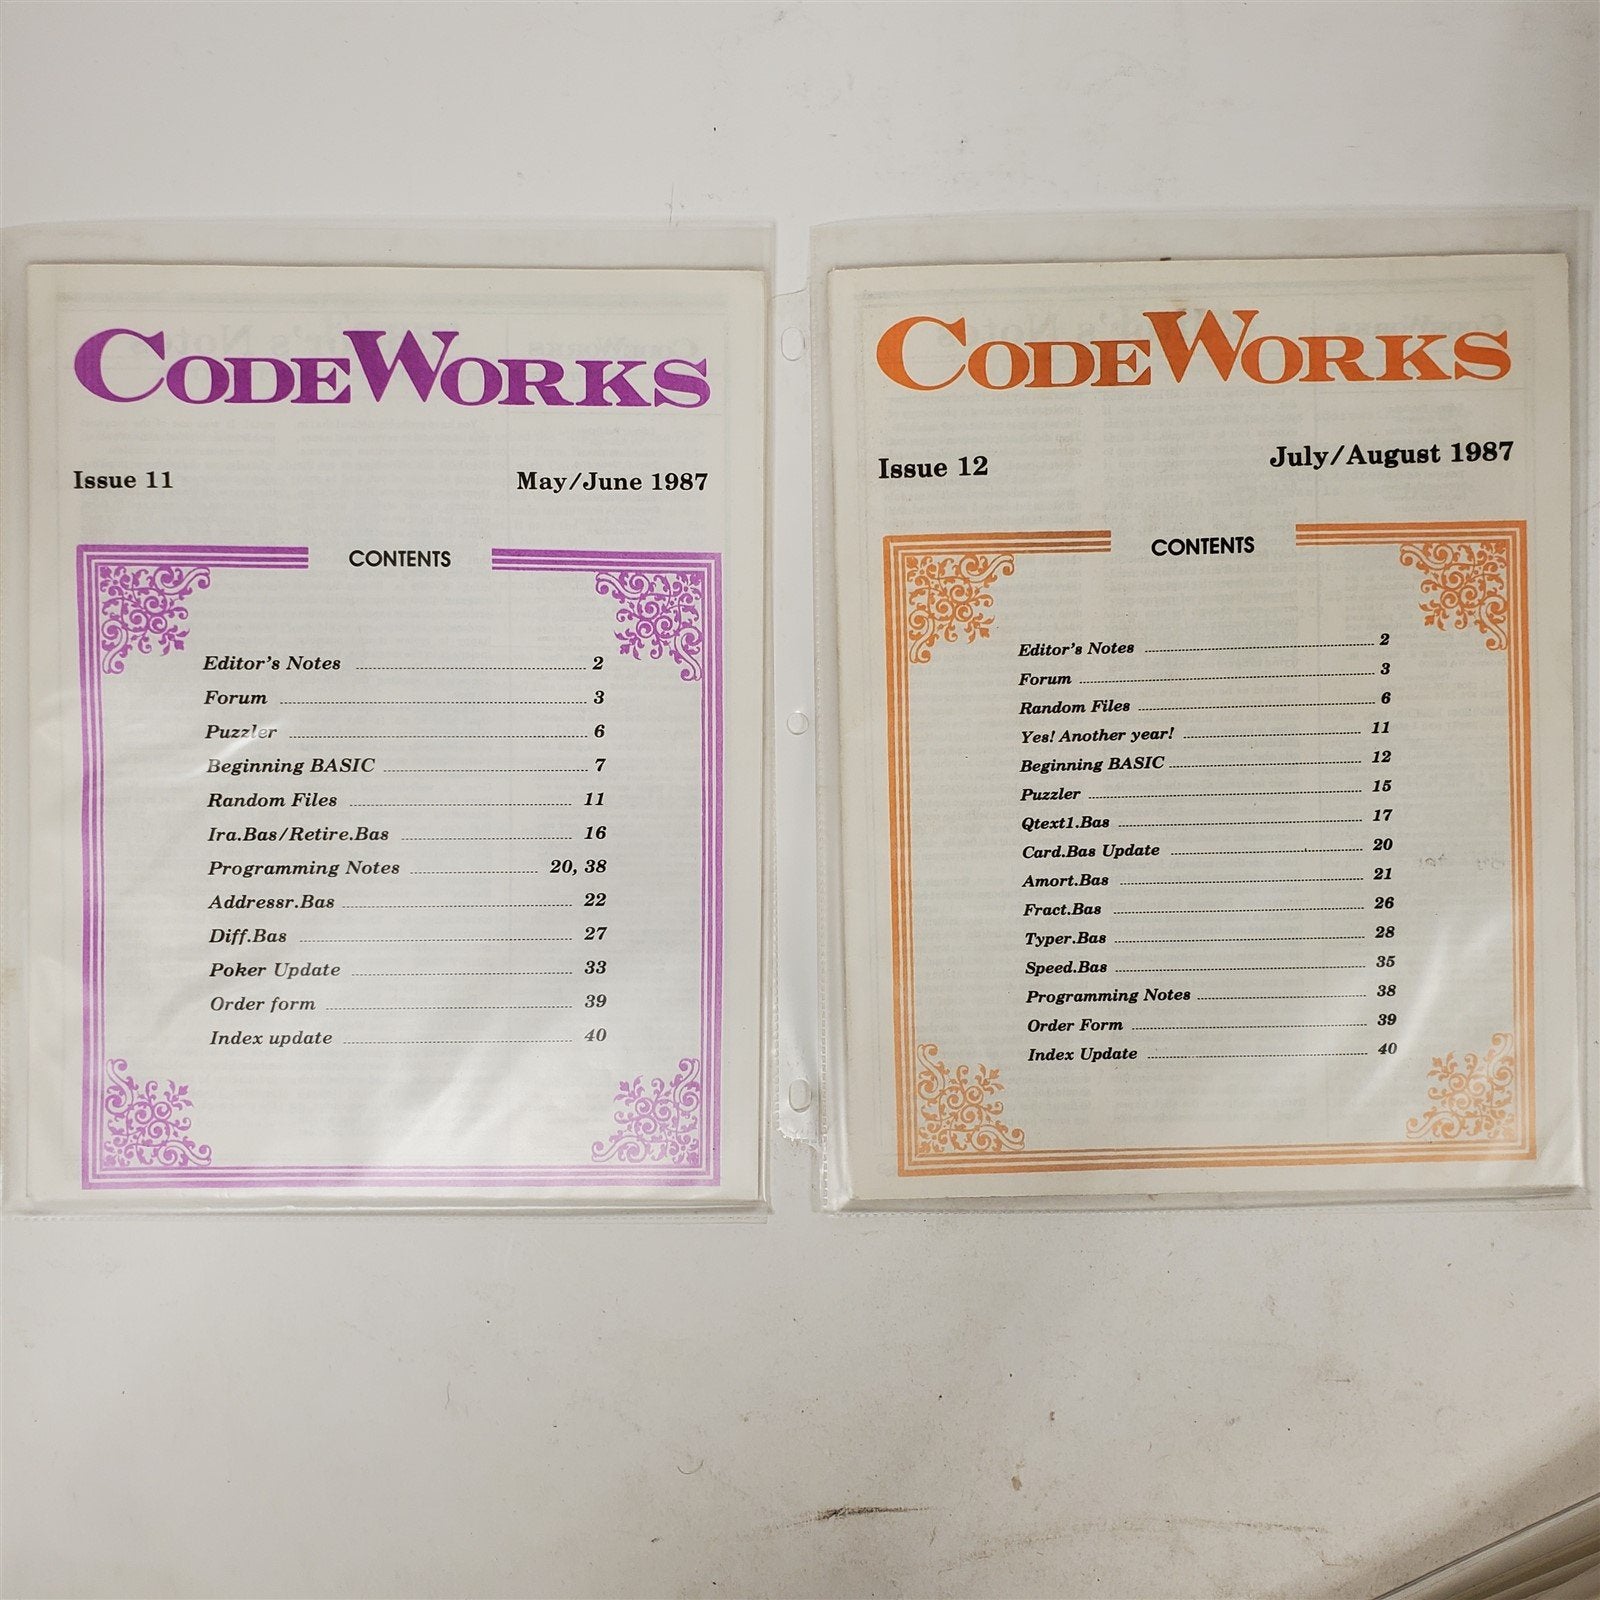 CODEWORKS
Issue 11 May/June 1987
CONTENTS
Editor's Notes 2
Forum 3
Puzzler 6
Beginning BASIC 7
Random Files 11
Ira.Bas/Retire.Bas 16
Programming Notes 20, 38
Addressr.Bas 22
Diff.Bas 27
Poker Update 33
Order form 39
Index update 40
CODEWORKS
Issue 12 July/August 1987
CONTENTS
Editor's Notes 2
Forum 3
Random Files 6
Yes! Another year! 11
Beginning BASIC 12
Puzzler 15
Qtext1.Bas 17
Card.Bas Update 20
Amort.Bas 21
Fract.Bas 26
Typer.Bas 28
Speed.Bas 35
Programming Notes 38
Order Form 39
Index Update 40